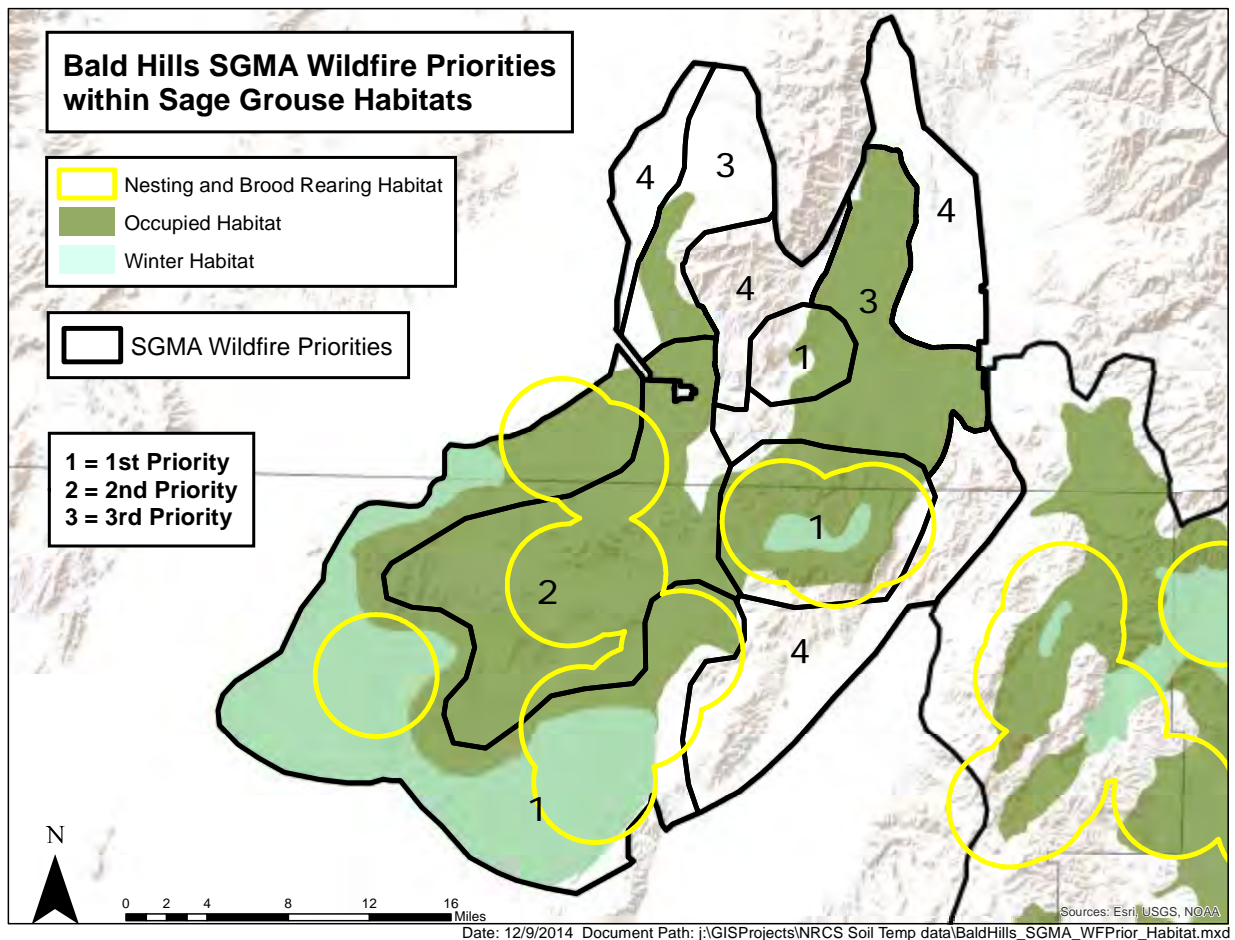 Bald Hills SGMA Wildfire Priorities
within Sage Grouse Habitats
Nesting and Brood Rearing Habitat
Occupied Habitat
Winter Habitat
SGMA Wildfire Priorities
1 = 1st Priority
2 = 2nd Priority
3 = 3rd Priority
4
3
4
4
3
1
1
2
4
1
N
0 2 4 8 12 16
Miles
Sources: Esri, USGS, NOAA
Date: 12/9/2014 Document Path: j:\GISProjects\NRCS Soil Temp data\BaldHills_SGMA_WFPrior_Habitat.mxd